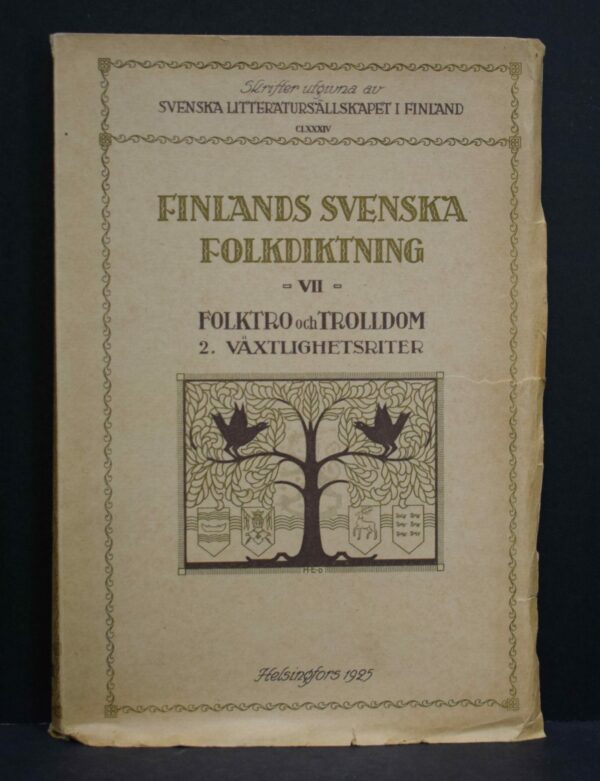 Skrifter utgivna av
SVENSKA LITTERATURSÄLLSKAPET I FINLAND
CLXXXIV
FINLANDS SVENSKA
FOLKDIKTNING
VII
FOLKTRO och TROLLDOM
2. VÄXTLIGHETSRITER
H-E-D
Helsingfors 1925